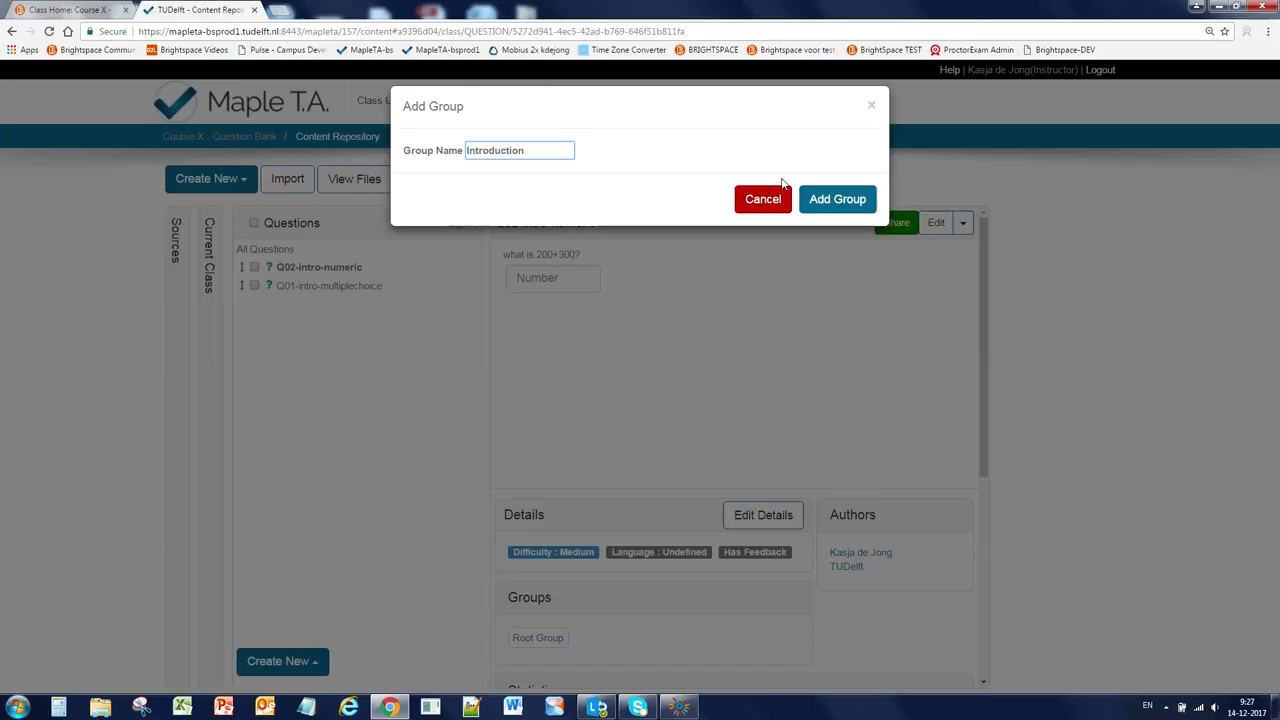 Class Home: Course X -
TUDelft - Content Repos
Secure
https://mapleta-bsprod1.tudelft.nl:8443/mapleta/157/content#a9396d04/class/QUESTION/5272d941-4ec5-42ad-b769-646f51b811fa
Apps
Brightspace Commun
Brightspace Videos
Pulse - Campus Devel
MapleTA-bs
MapleTA-bsprod1
Mobius 2x kdejong
Time Zone Converter
BRIGHTSPACE
Brightspace voor test
BrightSpace TEST
ProctorExam Admin
Brightspace-DEV
Help | Kasja de Jong(Instructor) | Logout
Maple T.A.
Class
Add Group
×
Course X - Question Bank / Content Repository
Group Name Introduction
Create New
Import
View Files
Cancel
Add Group
Sources
Current Class
Questions
Edit
All Questions
what is 200+300?
? Q02-intro-numeric
Number
? Q01-intro-multiplechoice
Details
Edit Details
Authors
Difficulty : Medium
Language : Undefined
Has Feedback
Kasja de Jong
TUDelft
Groups
Root Group
Create New
EN
9:27
14-12-2017